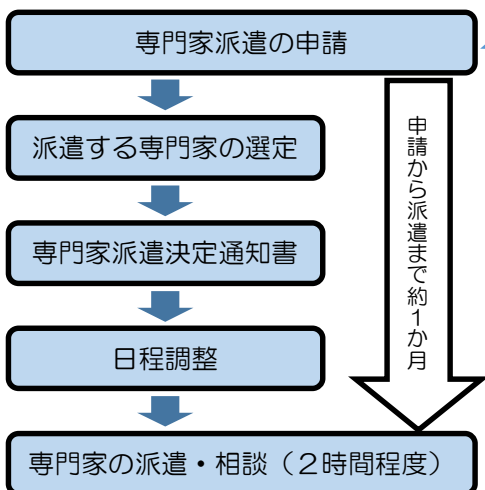 専門家派遣の申請
派遣する専門家の選定
専門家派遣決定通知書
日程調整
専門家の派遣・相談（２時間程度）
申請から派遣まで約１か月